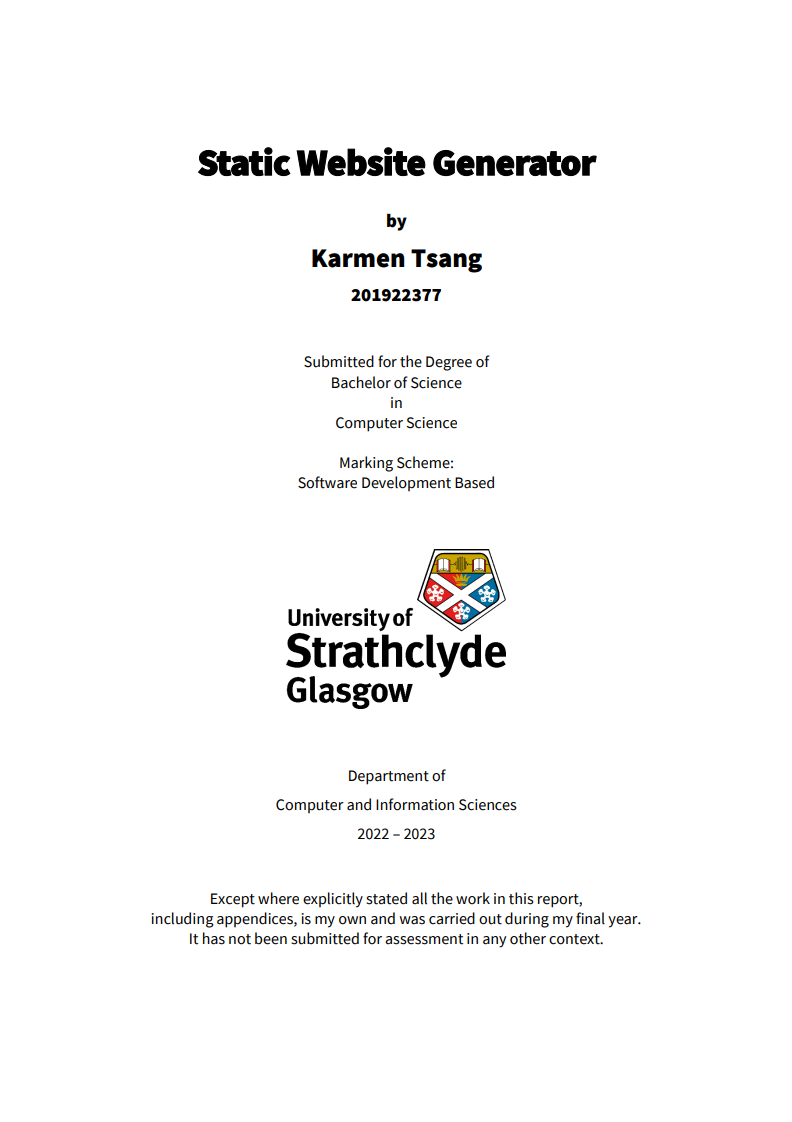 Static Website Generator
by
Karmen Tsang
201922377
Submitted for the Degree of
Bachelor of Science
in
Computer Science
Marking Scheme:
Software Development Based
University of
Strathclyde
Glasgow
Department of
Computer and Information Sciences
2022 – 2023
Except where explicitly stated all the work in this report,
including appendices, is my own and was carried out during my final year.
It has not been submitted for assessment in any other context.